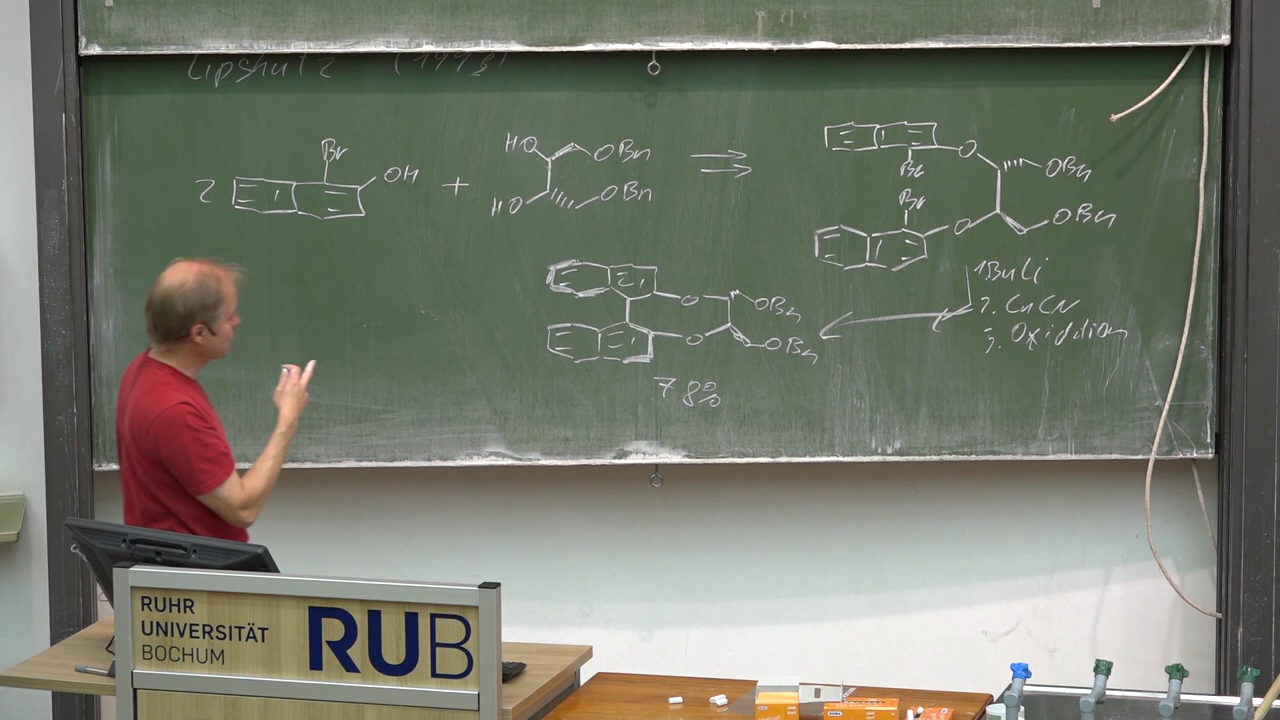 Lipshutz (1993)
Br
2 OH + HO OBn
HO OBn
O OBn
Br
Br
O OBn
1. BuLi
2. CuCN
3. Oxidation
O OBn
O OBn
78%
RUHR
UNIVERSITÄT
BOCHUM
RUB